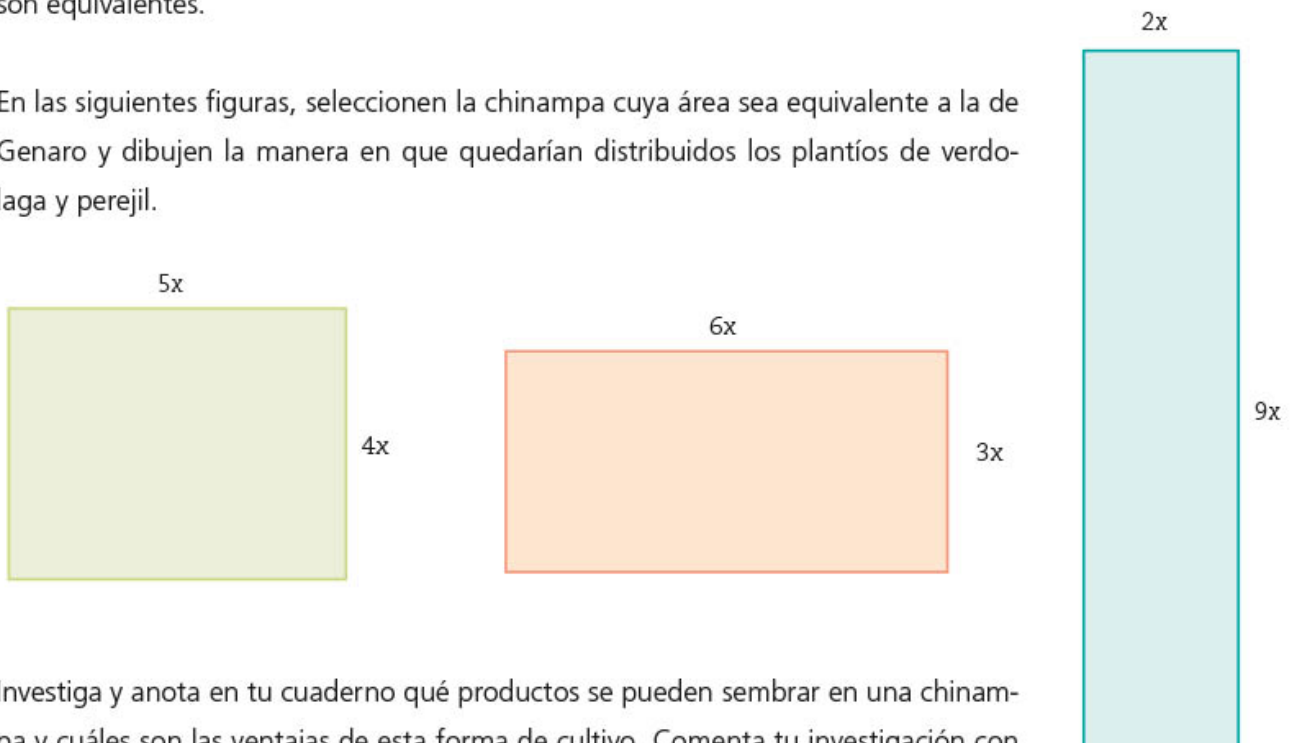 son equivalentes.
2x
En las siguientes figuras, seleccionen la chinampa cuya área sea equivalente a la de
Genaro y dibujen la manera en que quedarían distribuidos los plantíos de verdo-
laga y perejil.
5x
6x
9x
4x
3x
Investiga y anota en tu cuaderno qué productos se pueden sembrar en una chinam-
pa y cuáles son las ventajas de esta forma de cultivo. Comenta tu investigación con